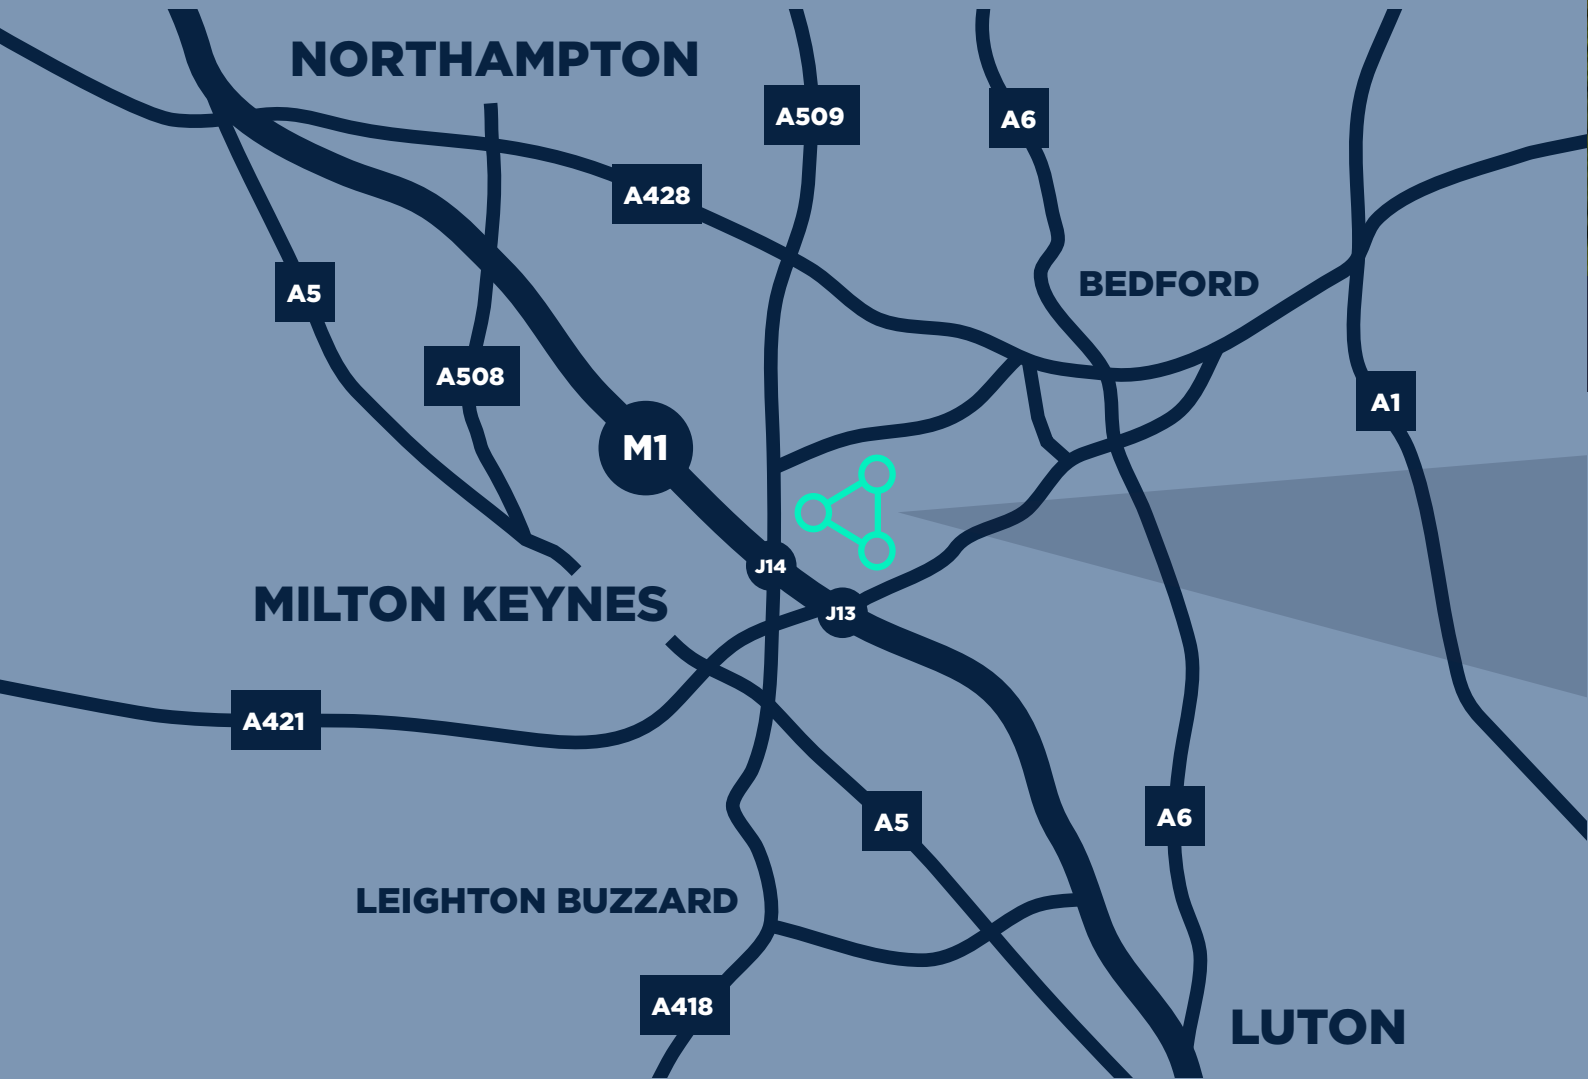 NORTHAMPTON
A509
A6
A428
BEDFORD
A5
A508
A1
M1
J14
MILTON KEYNES
J13
A421
A5
A6
LEIGHTON BUZZARD
A418
LUTON